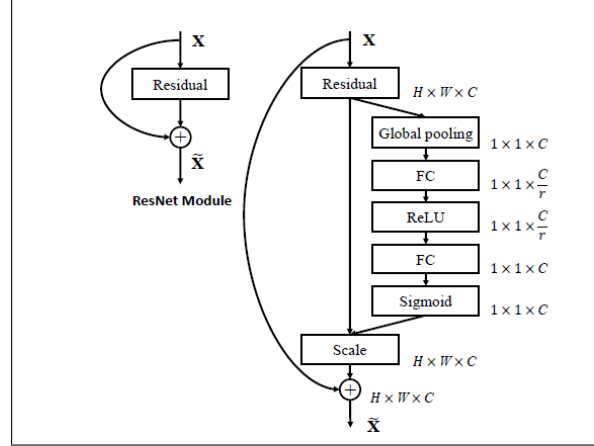 X
Residual
+
X̃
ResNet Module
X
Residual
H × W × C
Global pooling
1 × 1 × C
FC
1 × 1 × C/r
ReLU
1 × 1 × C/r
FC
1 × 1 × C
Sigmoid
1 × 1 × C
Scale
H × W × C
+
H × W × C
X̃